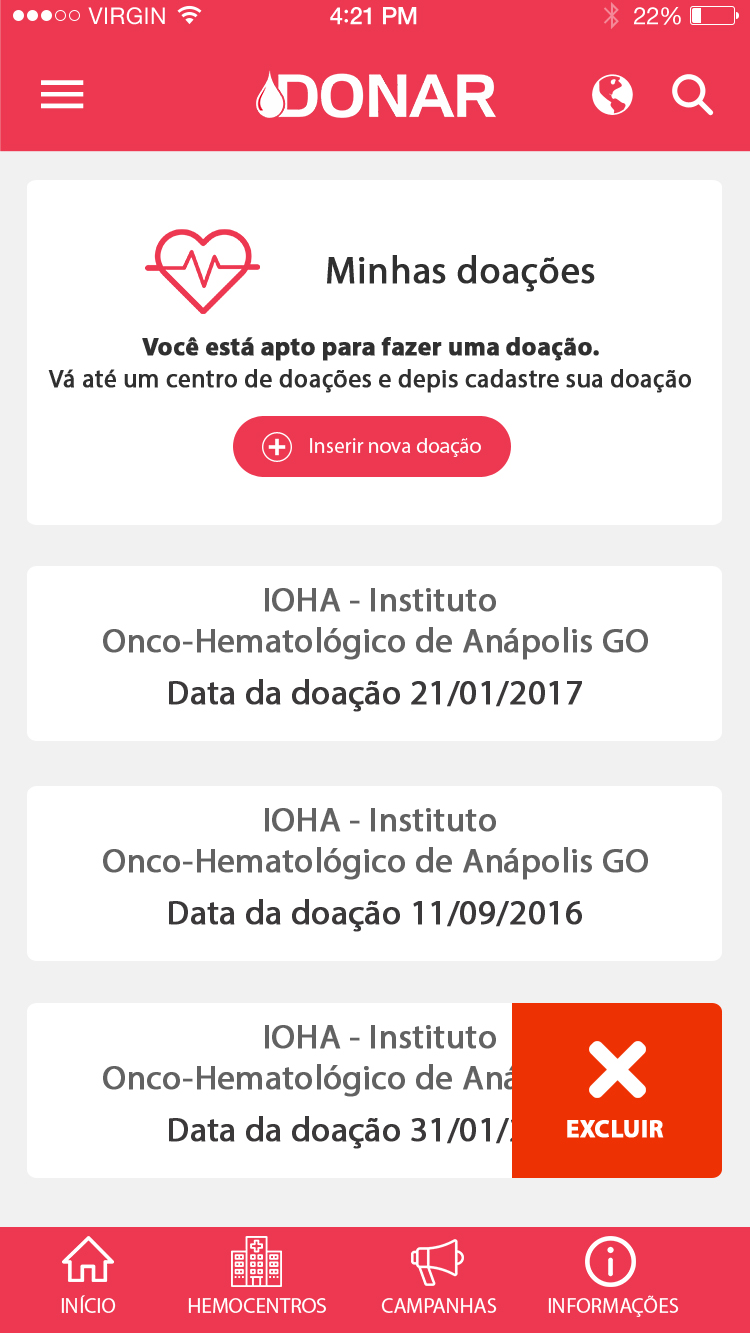 VIRGIN 4:21 PM 22%
DONAR
Minhas doações
Você está apto para fazer uma doação.
Vá até um centro de doações e depis cadastre sua doação
Inserir nova doação
IOHA - Instituto
Onco-Hematológico de Anápolis GO
Data da doação 21/01/2017
IOHA - Instituto
Onco-Hematológico de Anápolis GO
Data da doação 11/09/2016
IOHA - Instituto
Onco-Hematológico de Aná
Data da doação 31/01/
EXCLUIR
INÍCIO HEMOCENTROS CAMPANHAS INFORMAÇÕES